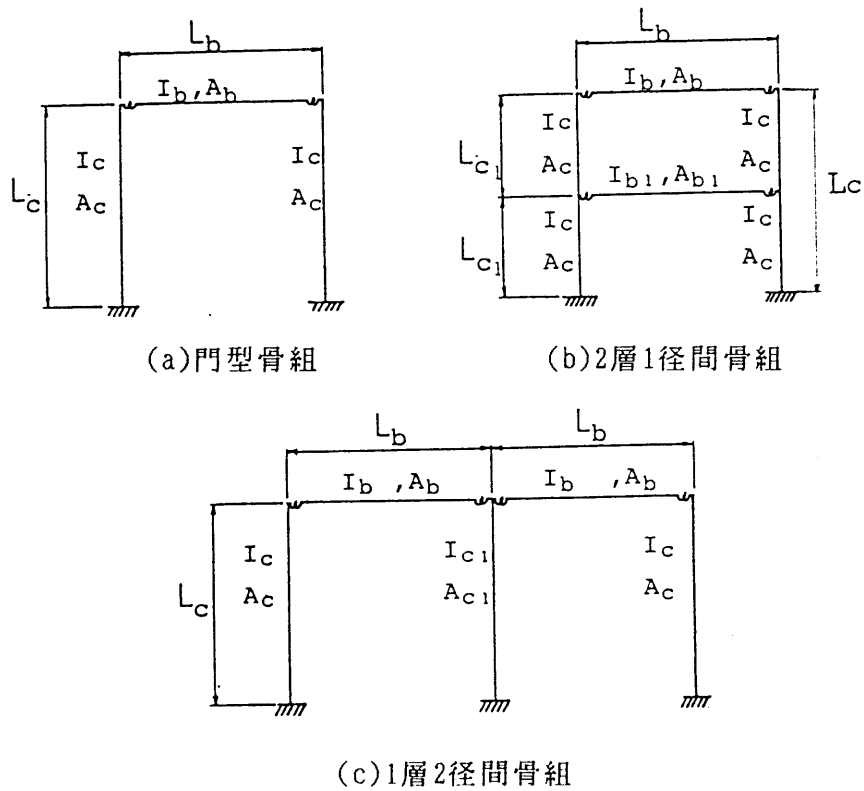 Lb
Ib,Ab
Lc
Ic
Ac
Ic
Ac
(a)門型骨組
Lb
Ib,Ab
Lc1
Ic
Ac
Ic
Ac
Ib1,Ab1
Lc
Lc1
Ic
Ac
Ic
Ac
(b)2層1径間骨組
Lb
Lb
Ib ,Ab
Ib ,Ab
Lc
Ic
Ac
Ic1
Ac1
Ic
Ac
(c)1層2径間骨組